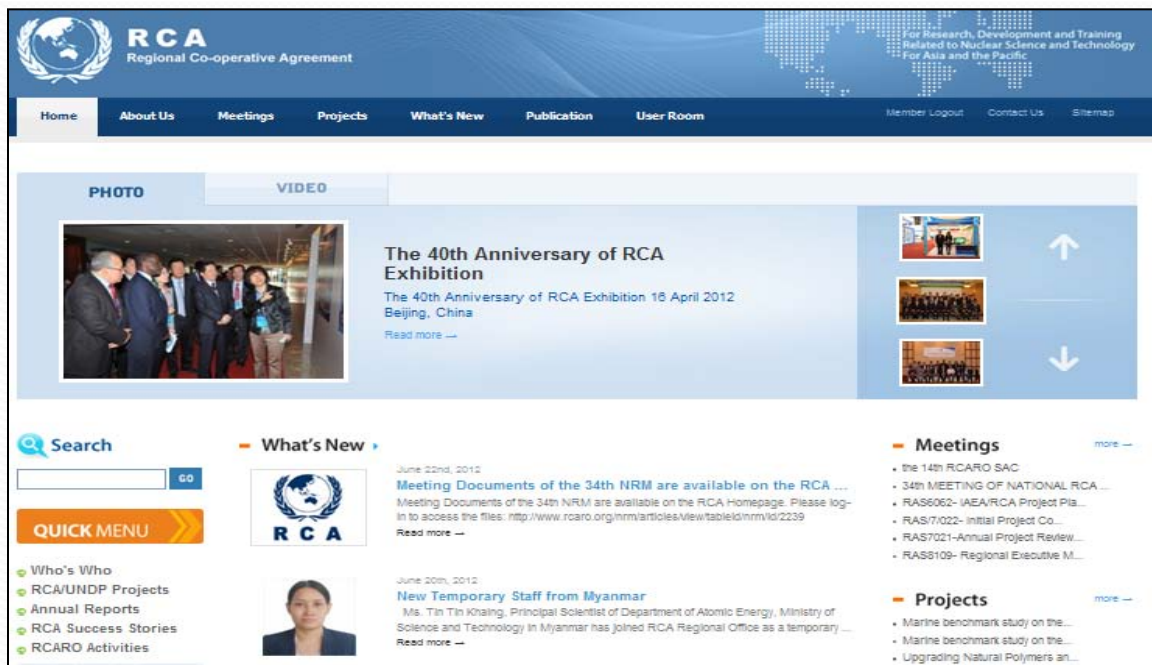 RCA
Regional Co-operative Agreement
For Research, Development and Training
Related to Nuclear Science and Technology
For Asia and the Pacific
Home About Us Meetings Projects What's New Publication User Room Member Logout Contact Us Sitemap
PHOTO VIDEO
The 40th Anniversary of RCA
Exhibition
The 40th Anniversary of RCA Exhibition 16 April 2012
Beijing, China
Read more →
Search
GO
QUICK MENU
Who's Who
RCA/UNDP Projects
Annual Reports
RCA Success Stories
RCARO Activities
What's New
RCA
June 22nd, 2012
Meeting Documents of the 34th NRM are available on the RCA ...
Meeting Documents of the 34th NRM are available on the RCA Homepage. Please log-
in to access the files: http://www.rcaro.org/nrm/articles/view/tableid/nrm/id/2239
Read more →
June 20th, 2012
New Temporary Staff from Myanmar
Ms. Tin Tin Khaing, Principal Scientist of Department of Atomic Energy, Ministry of
Science and Technology in Myanmar has joined RCA Regional Office as a temporary ...
Read more →
Meetings more →
the 14th RCARO SAC
34th MEETING OF NATIONAL RCA ...
RAS6062- IAEA/RCA Project Pla...
RAS/7/022- Initial Project Co...
RAS7021-Annual Project Review...
RAS8109- Regional Executive M...
Projects more →
Marine benchmark study on the...
Marine benchmark study on the...
Upgrading Natural Polymers an...